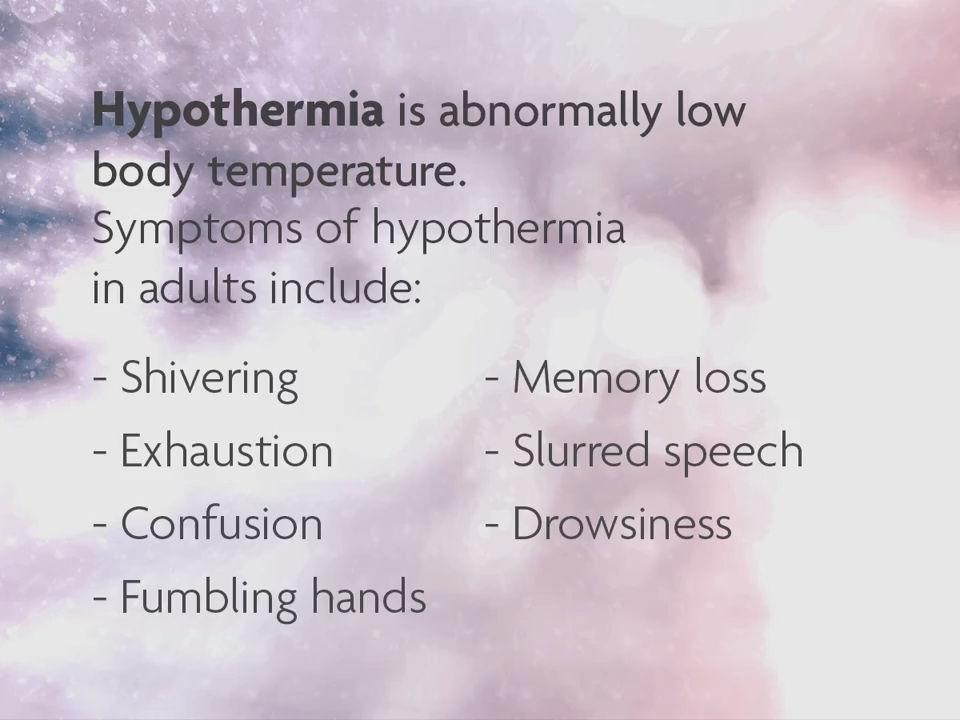 Hypothermia is abnormally low
body temperature.
Symptoms of hypothermia
in adults include:
- Shivering
- Exhaustion
- Confusion
- Fumbling hands
- Memory loss
- Slurred speech
- Drowsiness